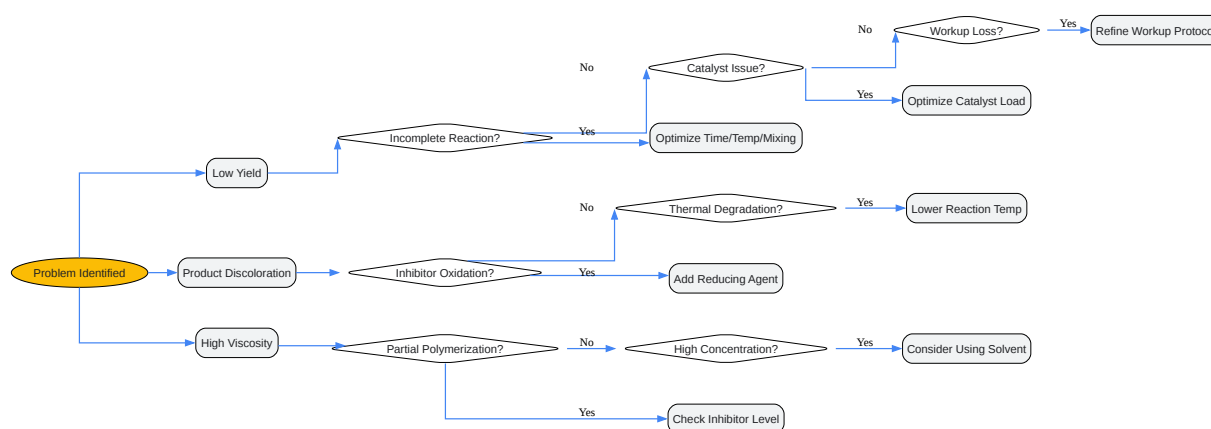 No
Workup Loss?
Yes
Refine Workup Protoco
No
Catalyst Issue?
Yes
Optimize Catalyst Load
Incomplete Reaction?
Yes
Optimize Time/Temp/Mixing
Low Yield
No
Thermal Degradation?
Yes
Lower Reaction Temp
Problem Identified
Product Discoloration
Inhibitor Oxidation?
Yes
Add Reducing Agent
High Viscosity
Partial Polymerization?
No
High Concentration?
Yes
Consider Using Solvent
Yes
Check Inhibitor Level